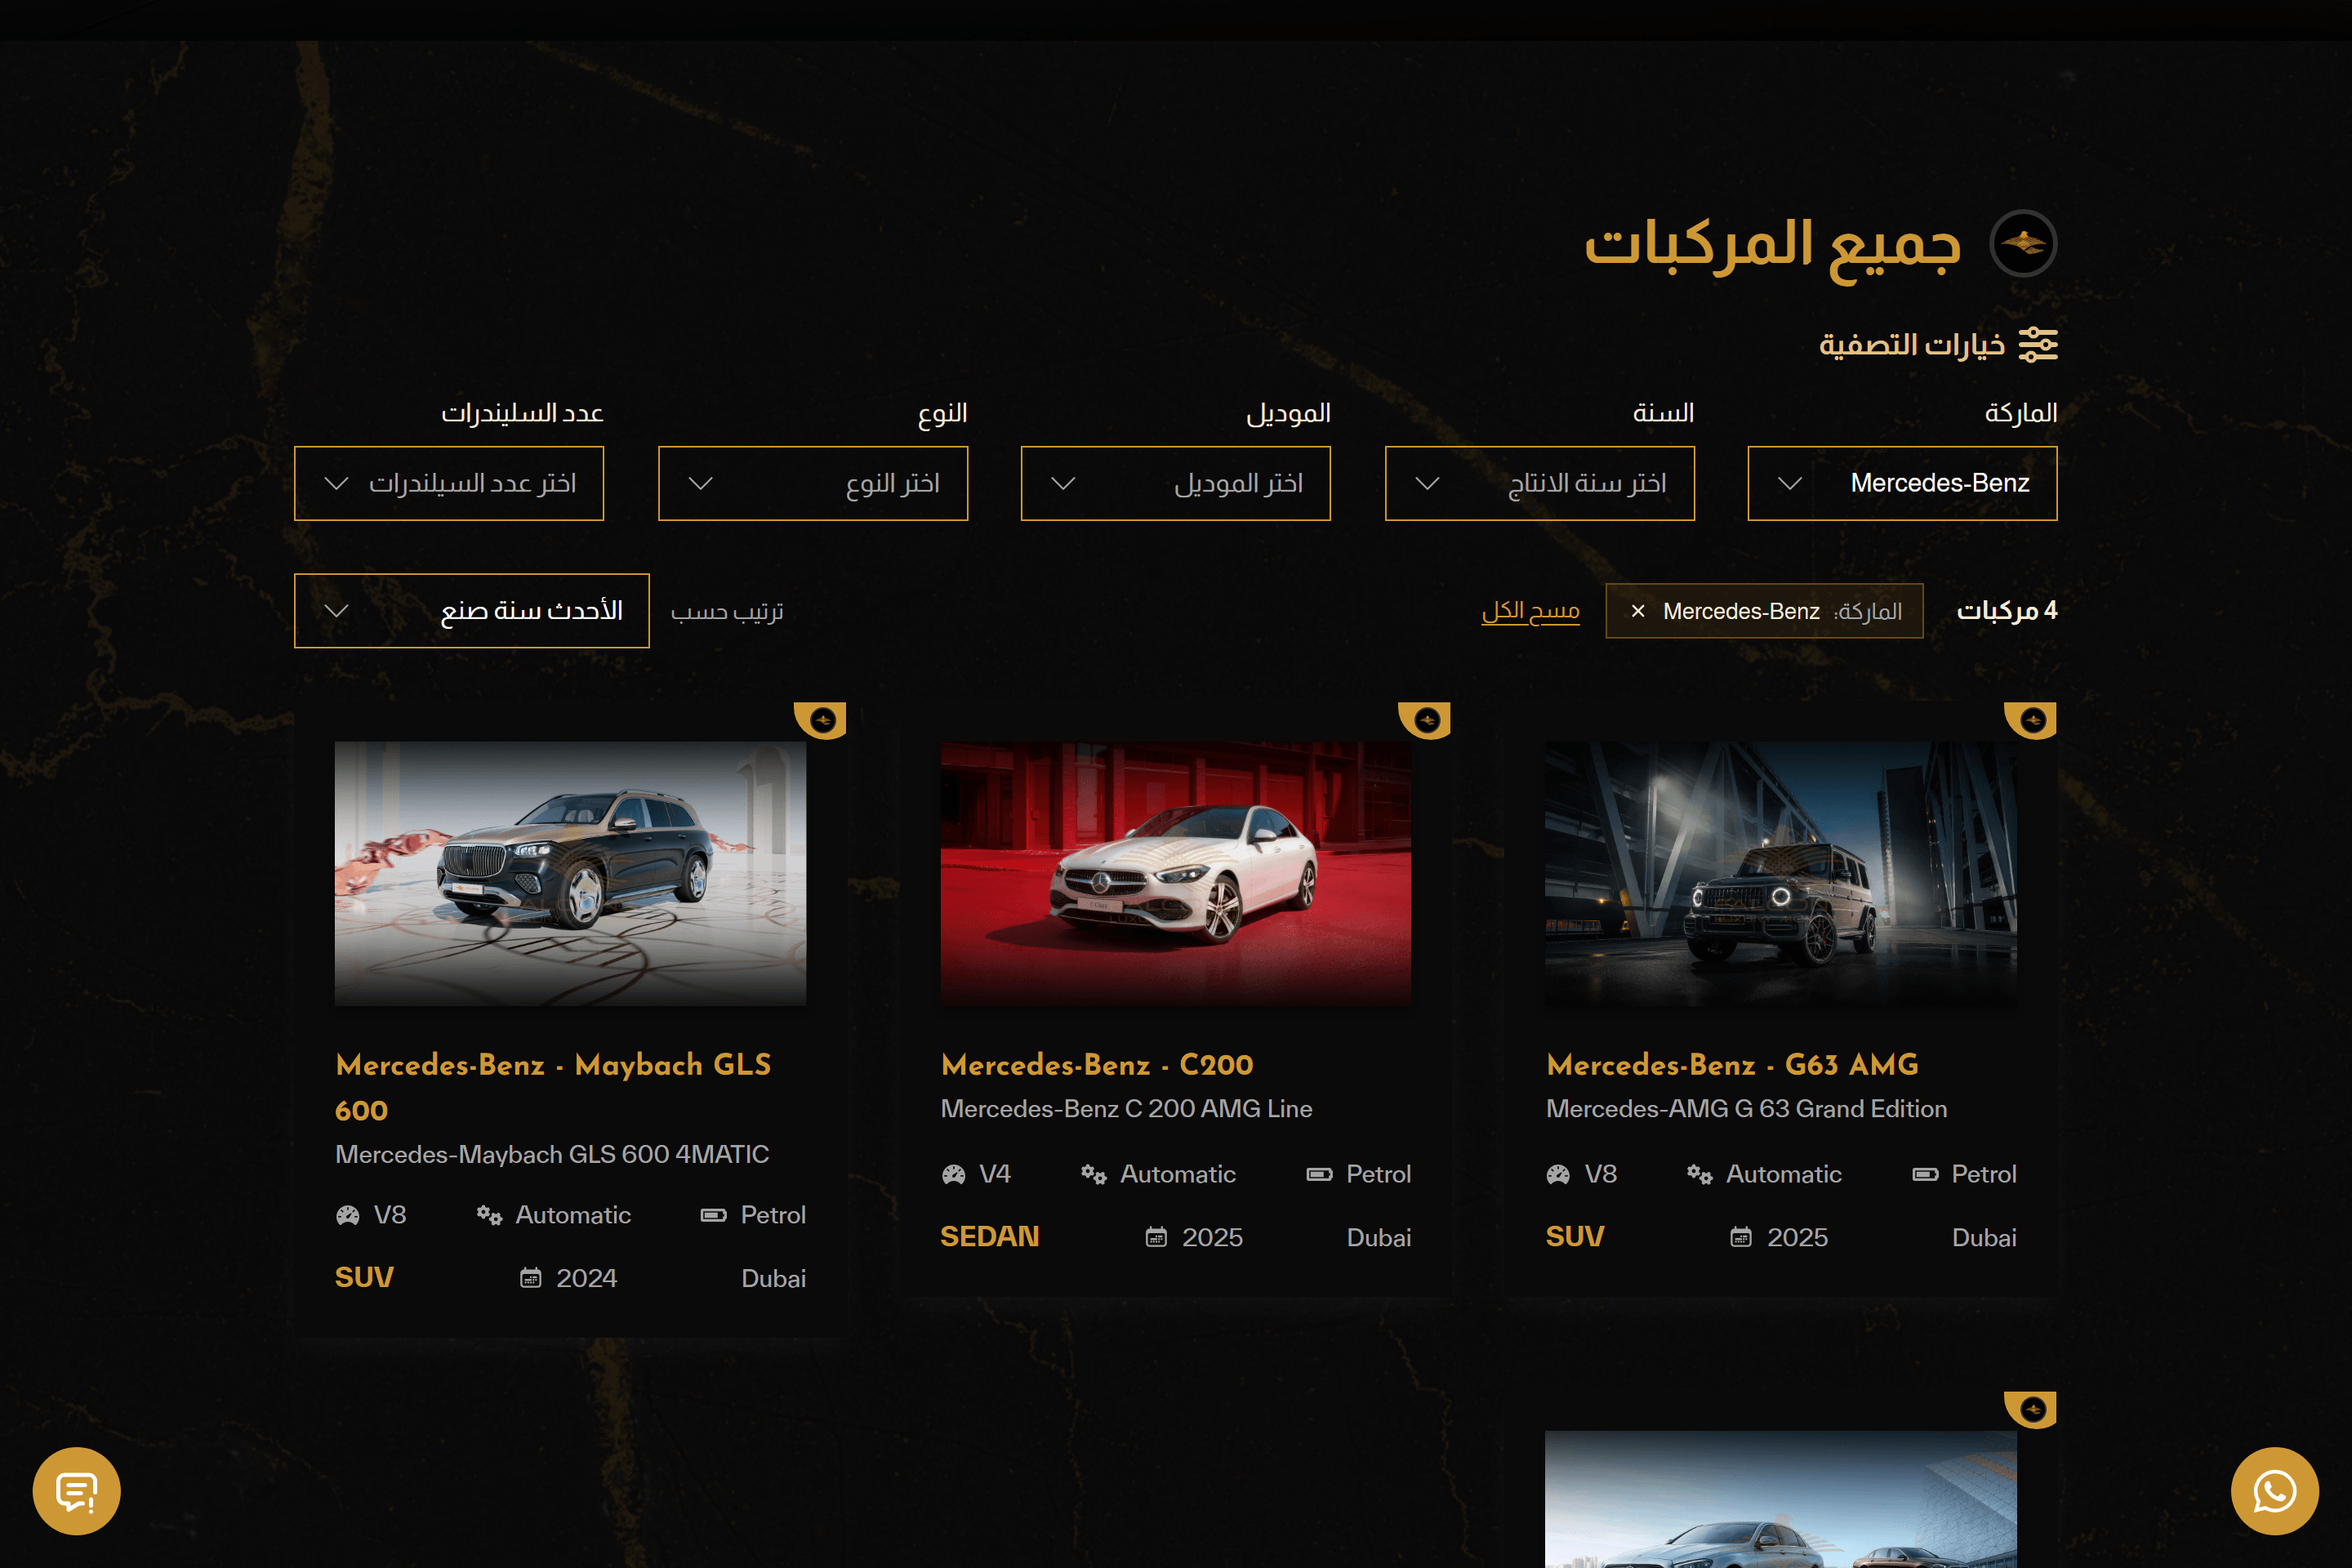 جميع المركبات
خيارات التصفية
الماركة
السنة
الموديل
النوع
عدد السليندرات
Mercedes-Benz
اختر سنة الانتاج
اختر الموديل
اختر النوع
اختر عدد السيلندرات
4 مركبات
الماركة: Mercedes-Benz ×
مسح الكل
ترتيب حسب
الأحدث سنة صنع
Mercedes-Benz - G63 AMG
Mercedes-AMG G 63 Grand Edition
V8 Automatic Petrol
SUV 2025 Dubai
Mercedes-Benz - C200
Mercedes-Benz C 200 AMG Line
V4 Automatic Petrol
SEDAN 2025 Dubai
Mercedes-Benz - Maybach GLS
600
Mercedes-Maybach GLS 600 4MATIC
V8 Automatic Petrol
SUV 2024 Dubai